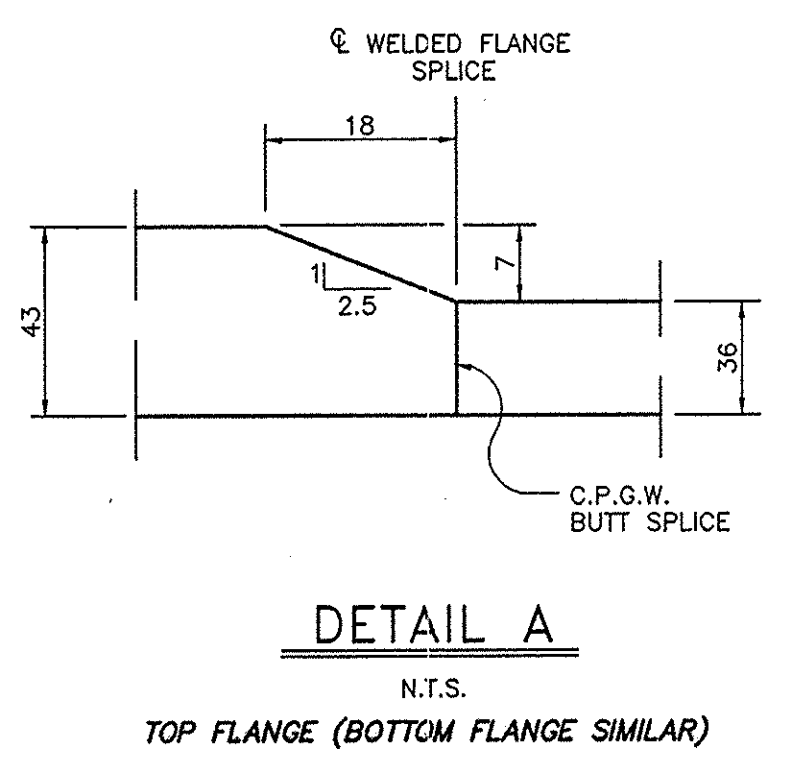 ℄ WELDED FLANGE
SPLICE
18
7
1
2.5
43
36
C.P.G.W.
BUTT SPLICE
DETAIL A
N.T.S.
TOP FLANGE (BOTTOM FLANGE SIMILAR)